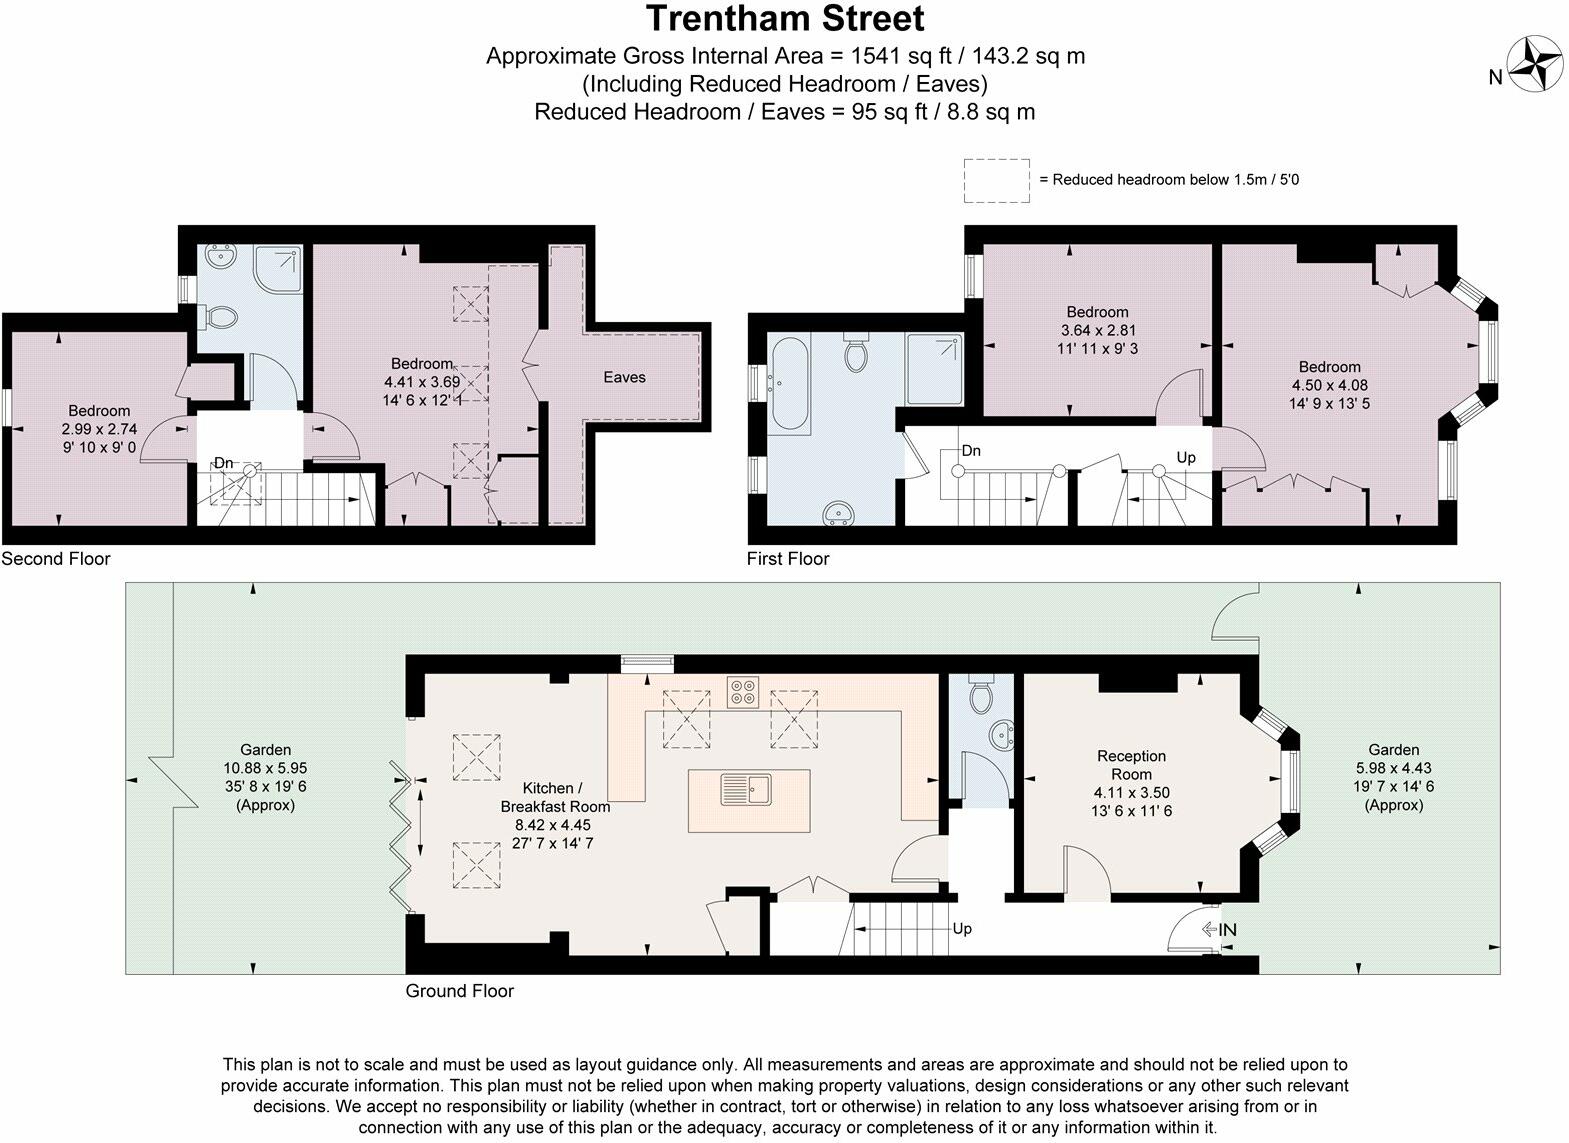 Trentham Street
Approximate Gross Internal Area = 1541 sq ft / 143.2 sq m
(Including Reduced Headroom / Eaves)
Reduced Headroom / Eaves = 95 sq ft / 8.8 sq m
N
= Reduced headroom below 1.5m / 5'0
Bedroom
2.99 x 2.74
9' 10 x 9' 0
Dn
Bedroom
4.41 x 3.69
14' 6 x 12' 1
Eaves
Second Floor
Bedroom
3.64 x 2.81
11' 11 x 9' 3
Bedroom
4.50 x 4.08
14' 9 x 13' 5
Dn
Up
First Floor
Garden
10.88 x 5.95
35' 8 x 19' 6
(Approx)
Kitchen /
Breakfast Room
8.42 x 4.45
27' 7 x 14' 7
Reception
Room
4.11 x 3.50
13' 6 x 11' 6
Garden
5.98 x 4.43
19' 7 x 14' 6
(Approx)
Up
IN
Ground Floor
This plan is not to scale and must be used as layout guidance only. All measurements and areas are approximate and should not be relied upon to
provide accurate information. This plan must not be relied upon when making property valuations, design considerations or any other such relevant
decisions. We accept no responsibility or liability (whether in contract, tort or otherwise) in relation to any loss whatsoever arising from or in
connection with any use of this plan or the adequacy, accuracy or completeness of it or any information within it.